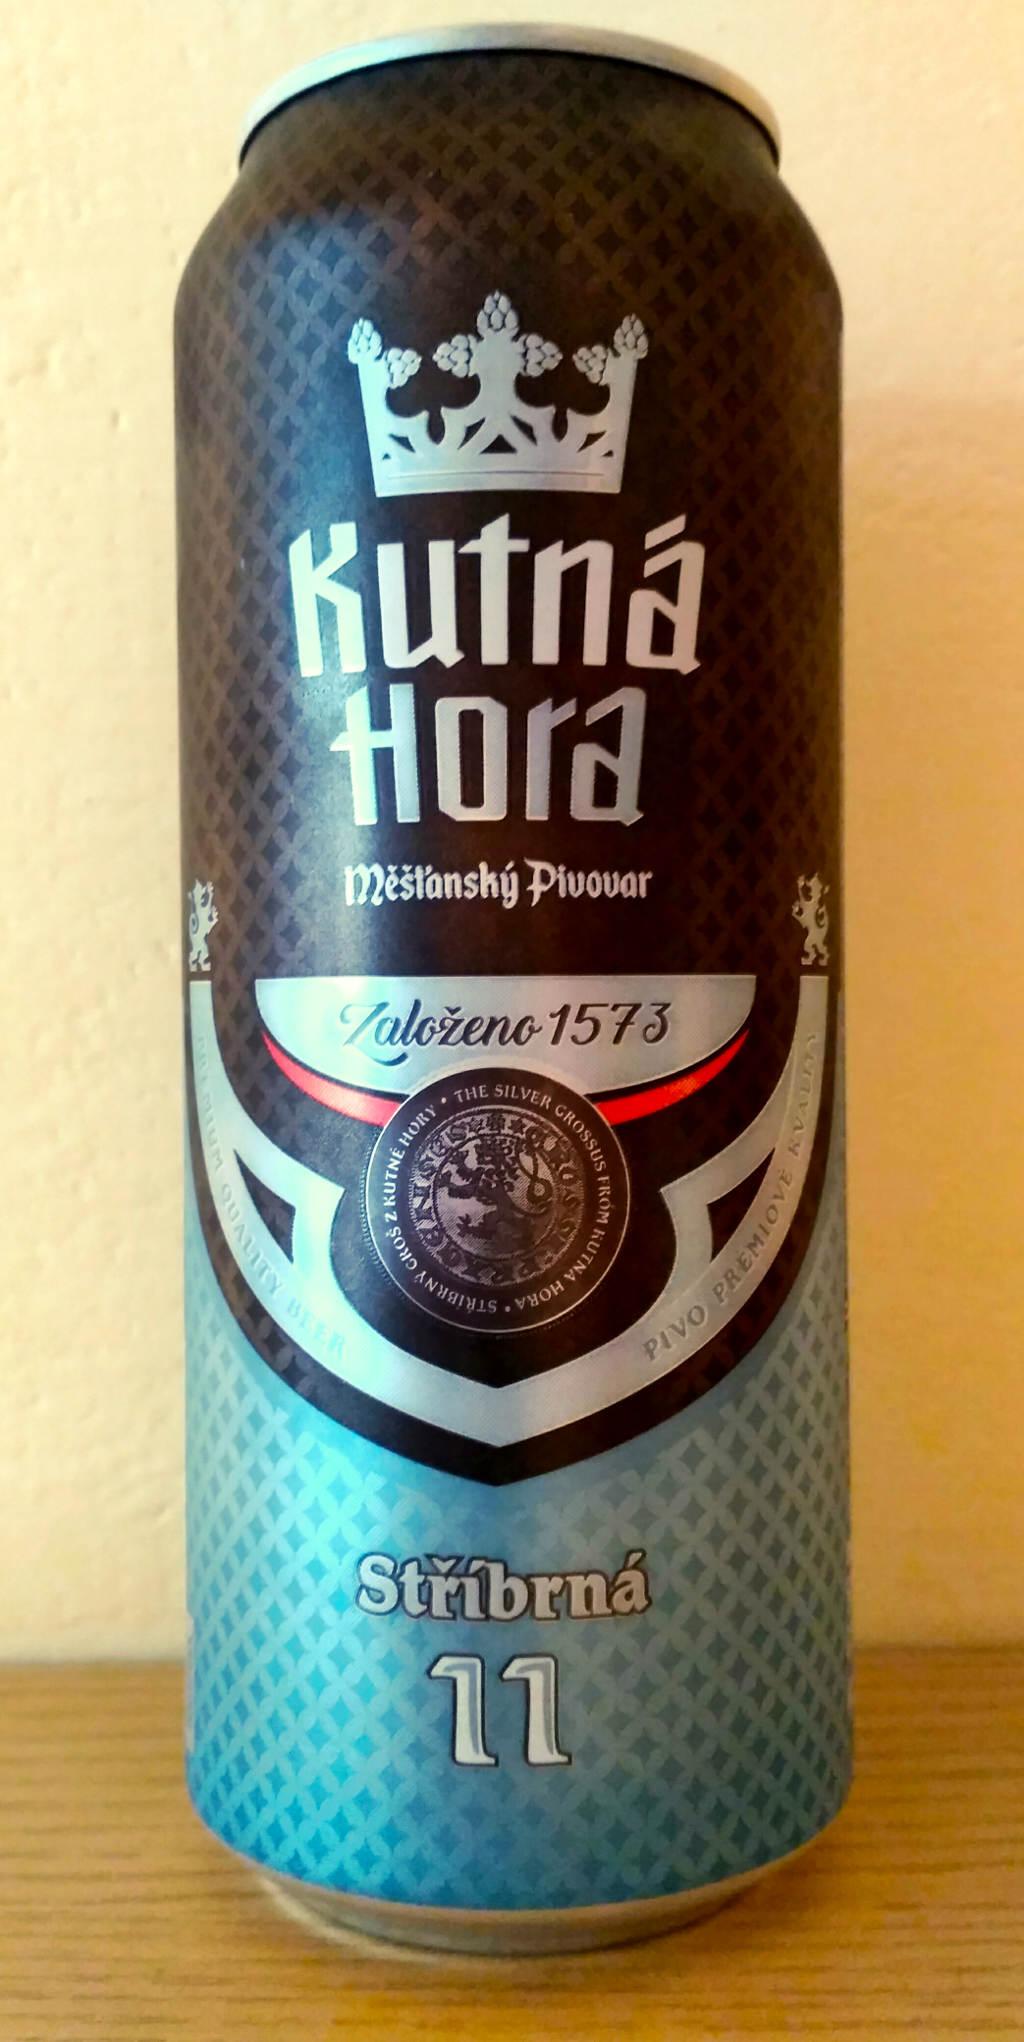 Kutná
Hora
Měšťanský Pivovar
Založeno 1573
STŘÍBRNÝ GROŠ Z KUTNÉ HORY • THE SILVER GROSSUS FROM KUTNA HORA •
PREMIUM QUALITY BEER
PIVO PRÉMIOVÉ KVALITY
Stříbrná
11